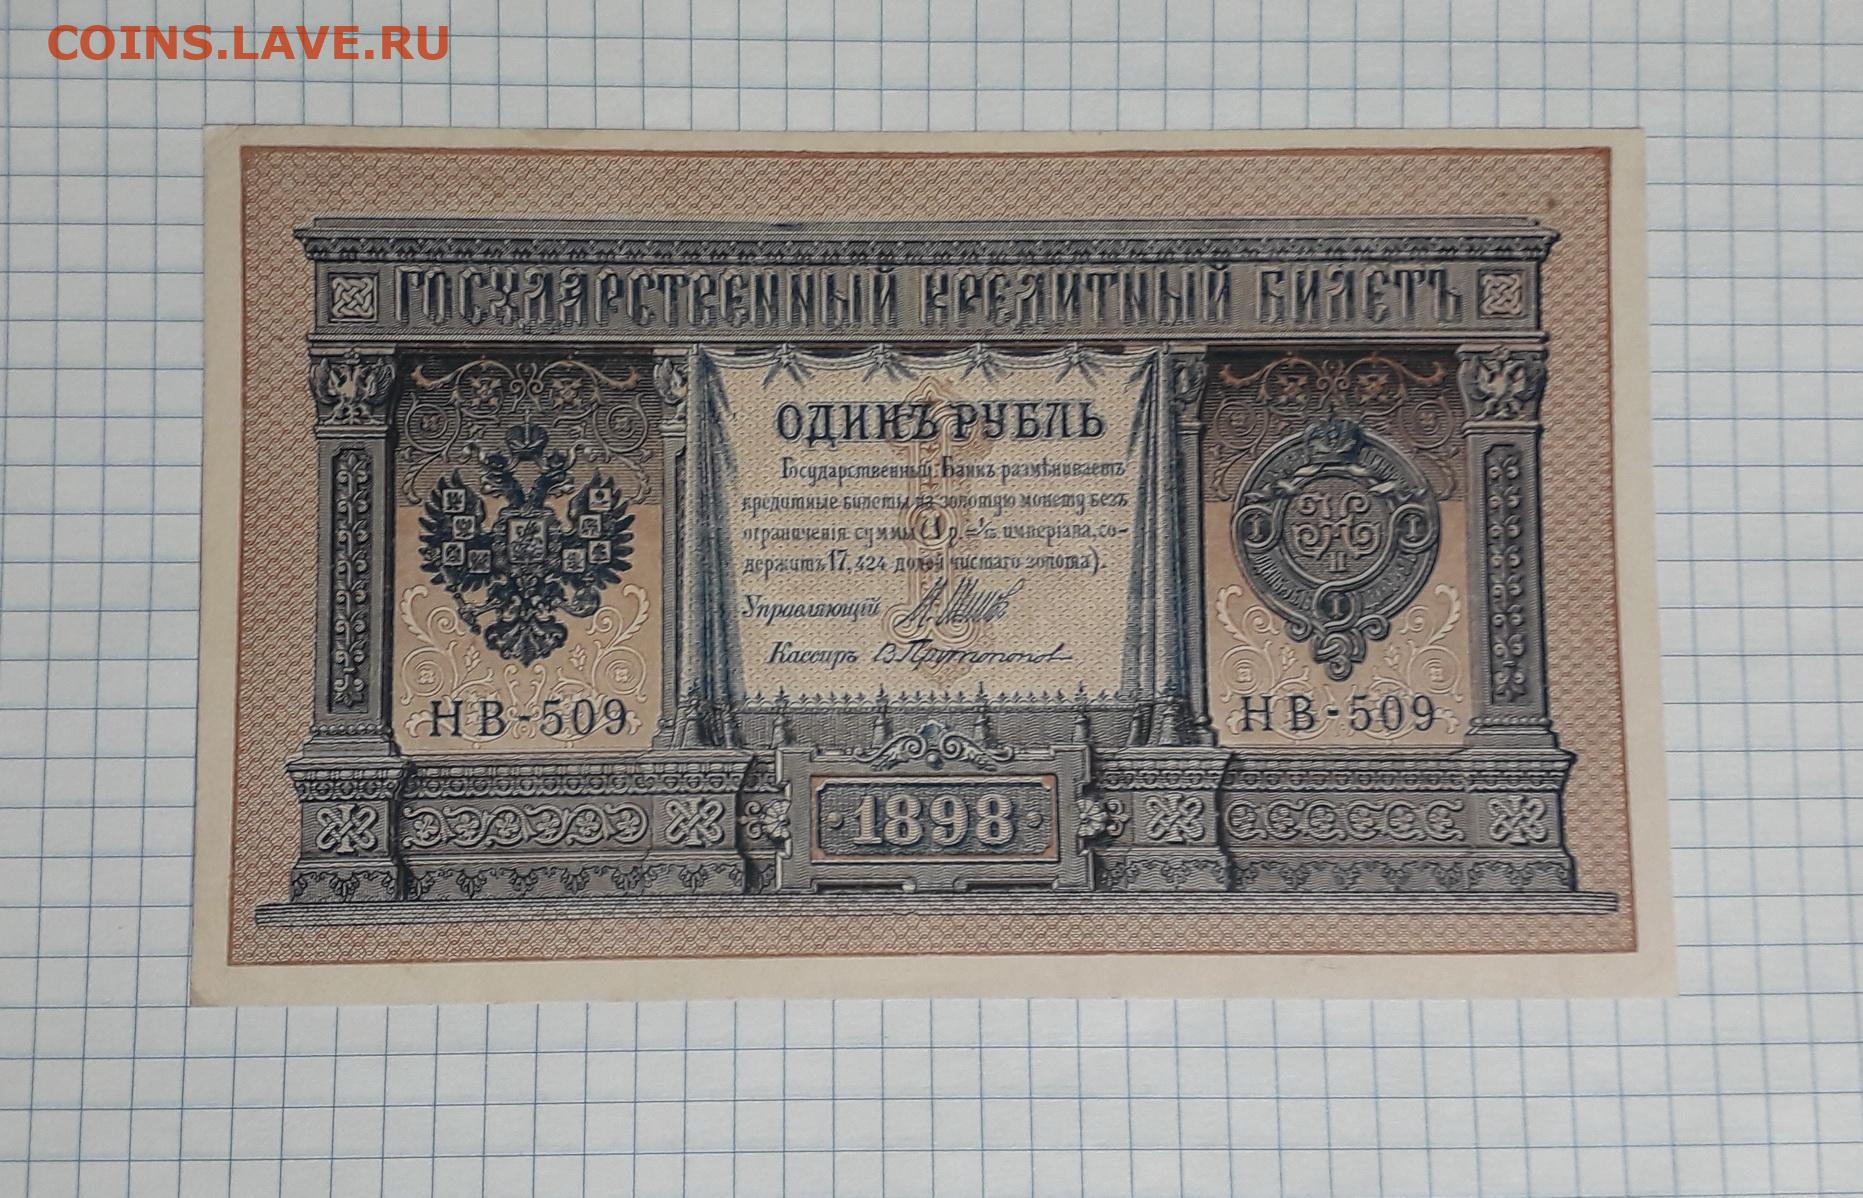 COINS.LAVE.RU
ГОСУДАРСТВЕННЫЙ КРЕДИТНЫЙ БИЛЕТЪ
ОДИНЪ РУБЛЬ
Государственный Банкъ размѣниваетъ
кредитные билеты на золотую монету безъ
ограниченія суммы (1 р. = 1/15 имперіала, со-
держитъ 17,424 долей чистаго золота).
Управляющій
Кассиръ В. Протопопов
НВ-509
НВ-509
1898